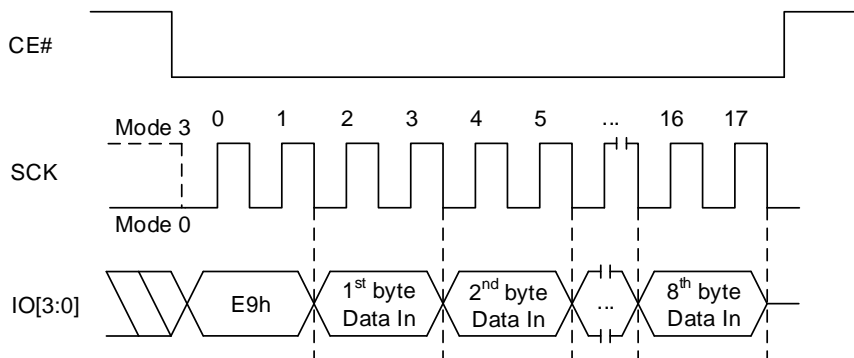 CE#
0 1 2 3 4 5 ... 16 17
Mode 3
SCK
Mode 0
IO[3:0] E9h 1st byte Data In 2nd byte Data In ... 8th byte Data In